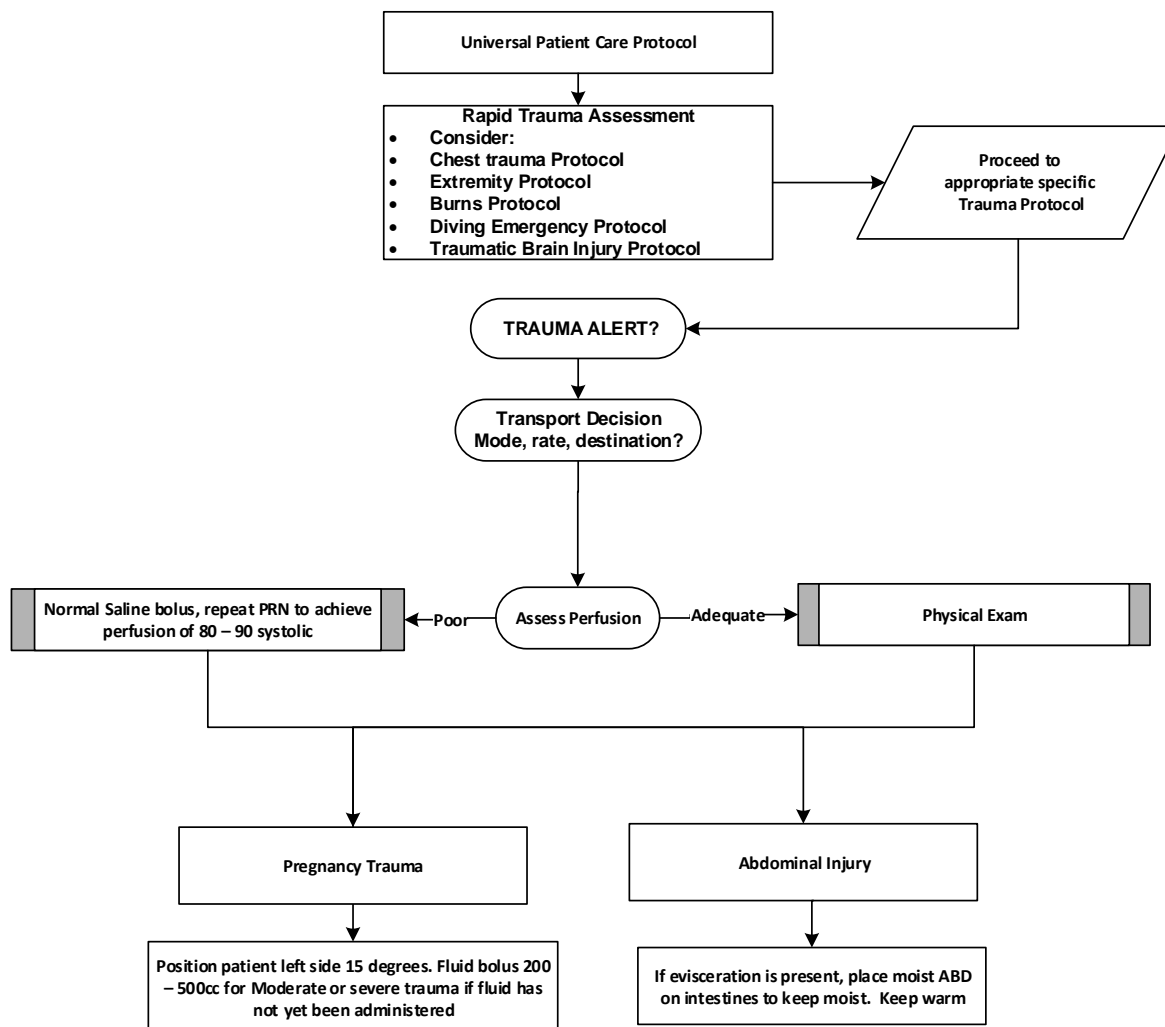 Universal Patient Care Protocol
Rapid Trauma Assessment
• Consider:
• Chest trauma Protocol
• Extremity Protocol
• Burns Protocol
• Diving Emergency Protocol
• Traumatic Brain Injury Protocol
Proceed to
appropriate specific
Trauma Protocol
TRAUMA ALERT?
Transport Decision
Mode, rate, destination?
Normal Saline bolus, repeat PRN to achieve
perfusion of 80 – 90 systolic
Poor
Assess Perfusion
Adequate
Physical Exam
Pregnancy Trauma
Abdominal Injury
Position patient left side 15 degrees. Fluid bolus 200
– 500cc for Moderate or severe trauma if fluid has
not yet been administered
If evisceration is present, place moist ABD
on intestines to keep moist.  Keep warm